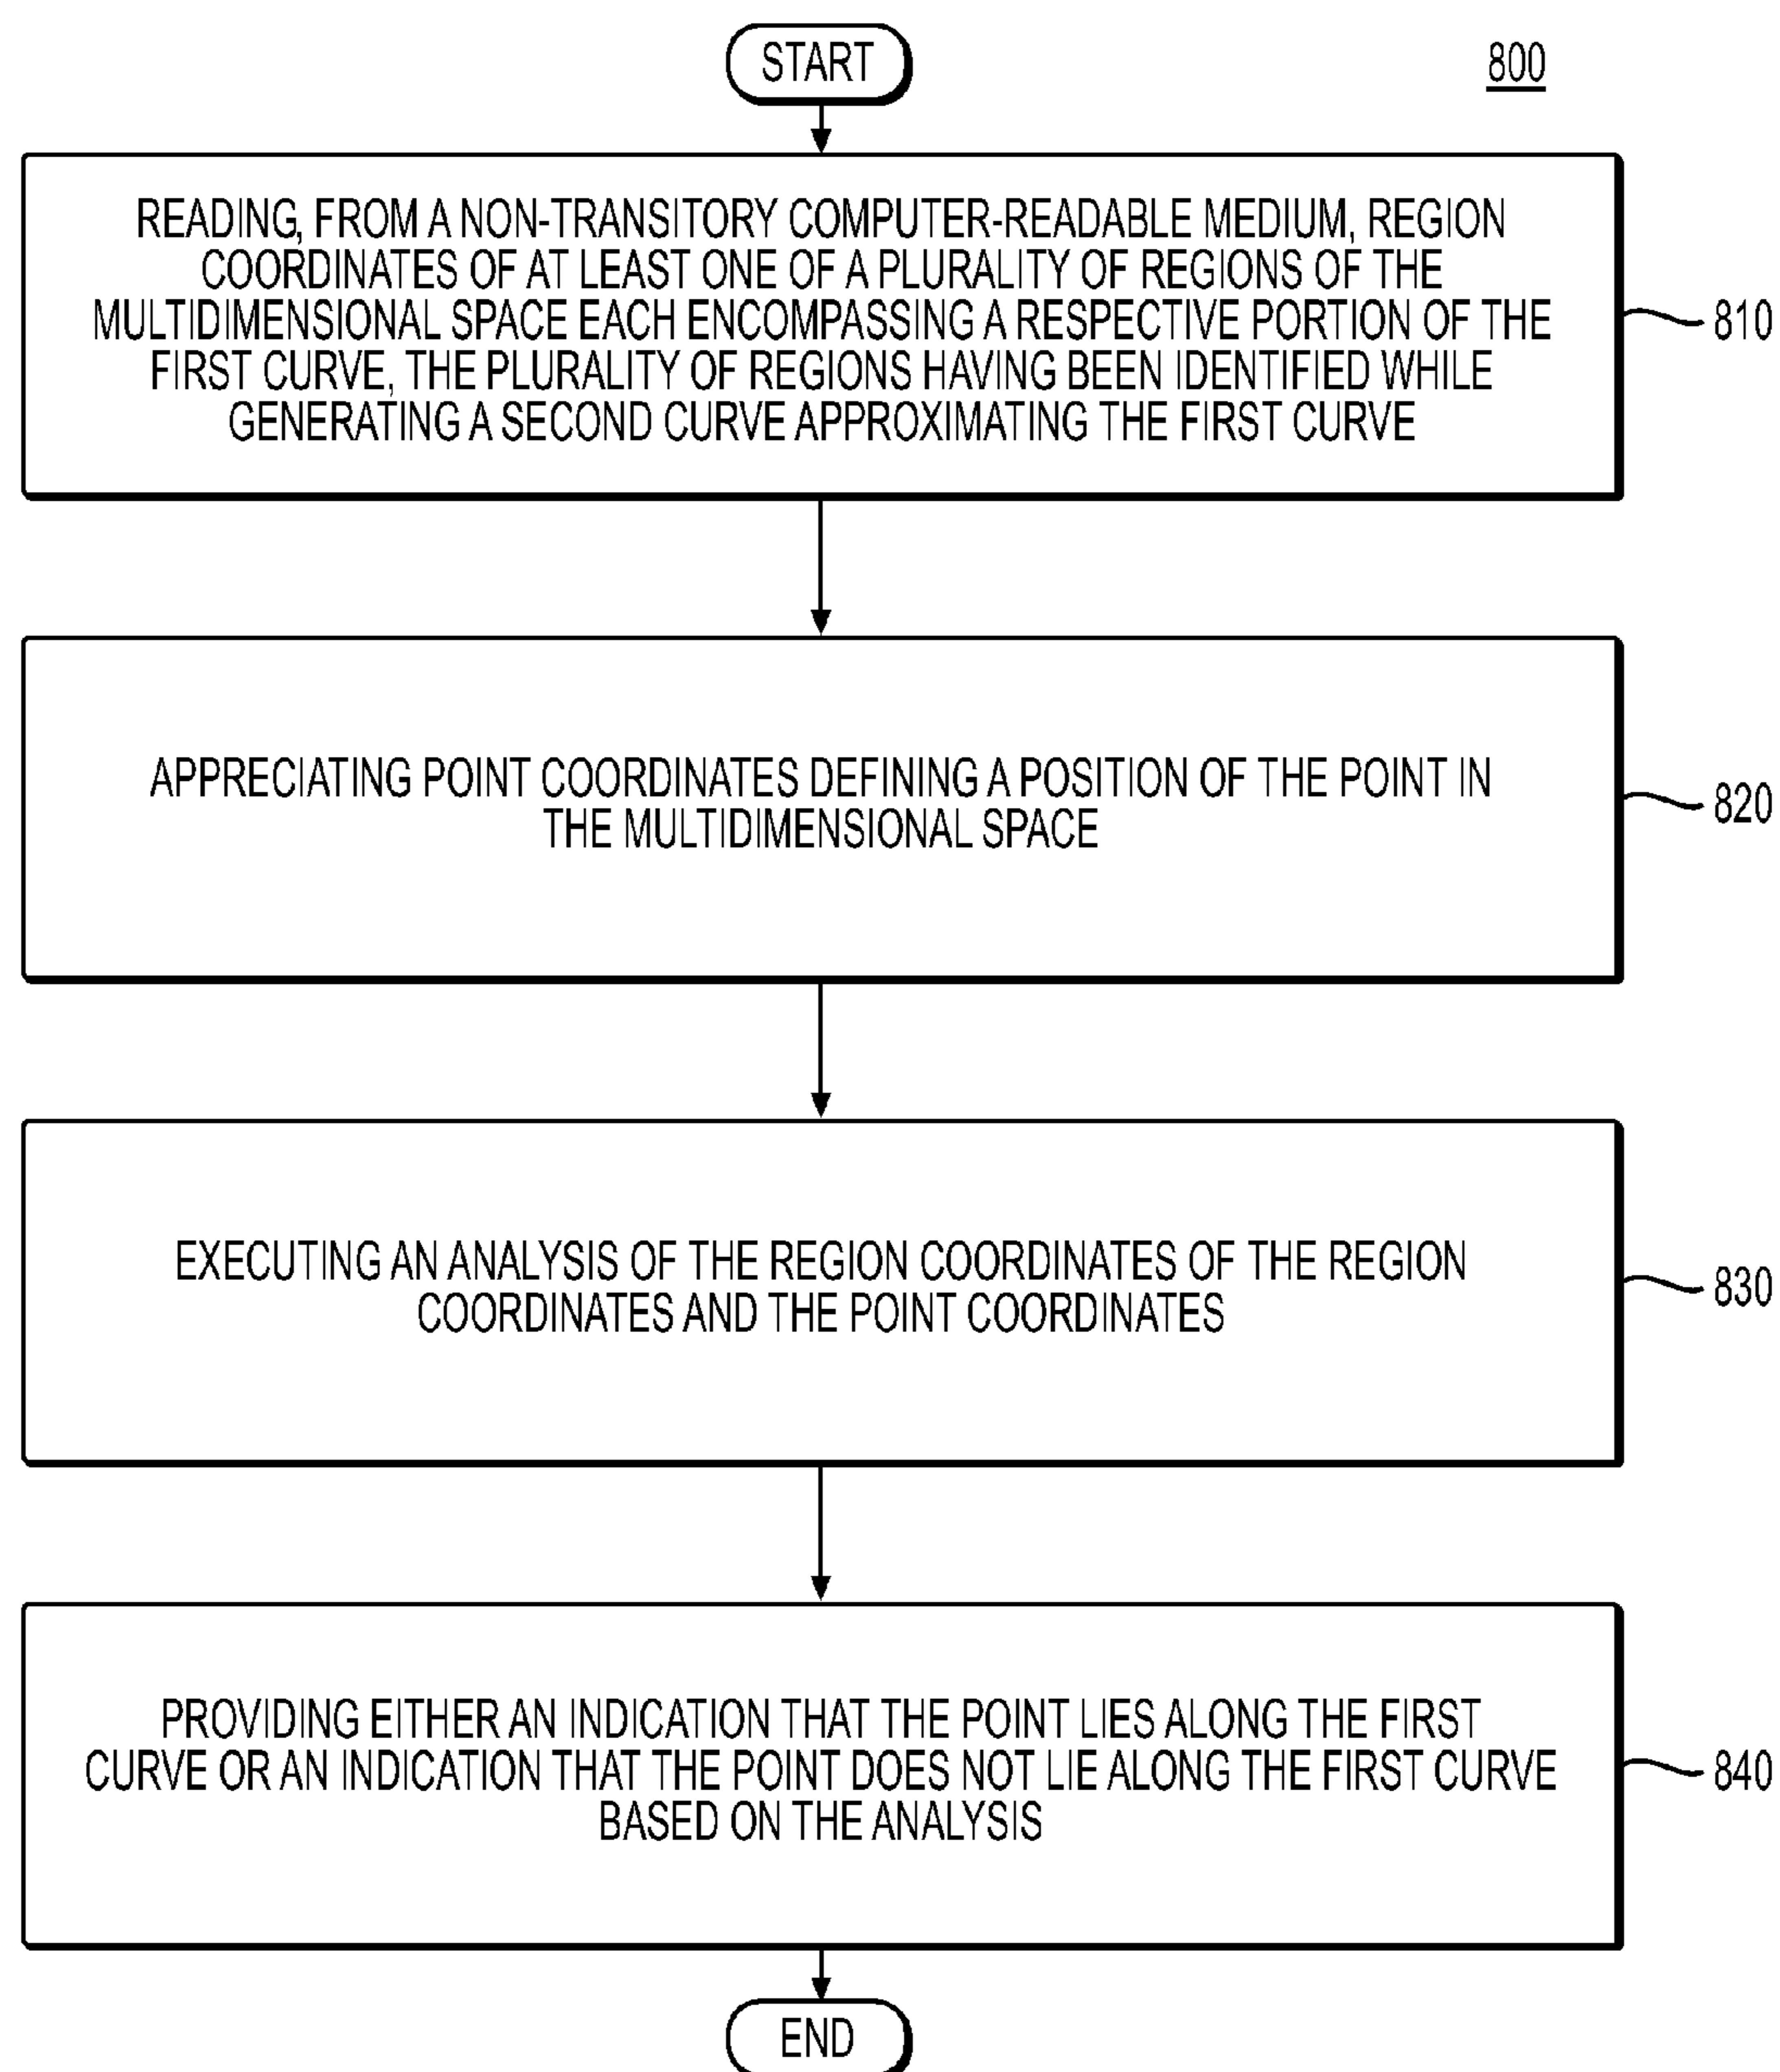 START
800
READING, FROM A NON-TRANSITORY COMPUTER-READABLE MEDIUM, REGION
COORDINATES OF AT LEAST ONE OF A PLURALITY OF REGIONS OF THE
MULTIDIMENSIONAL SPACE EACH ENCOMPASSING A RESPECTIVE PORTION OF THE
FIRST CURVE, THE PLURALITY OF REGIONS HAVING BEEN IDENTIFIED WHILE
GENERATING A SECOND CURVE APPROXIMATING THE FIRST CURVE
810
APPRECIATING POINT COORDINATES DEFINING A POSITION OF THE POINT IN
THE MULTIDIMENSIONAL SPACE
820
EXECUTING AN ANALYSIS OF THE REGION COORDINATES OF THE REGION
COORDINATES AND THE POINT COORDINATES
830
PROVIDING EITHER AN INDICATION THAT THE POINT LIES ALONG THE FIRST
CURVE OR AN INDICATION THAT THE POINT DOES NOT LIE ALONG THE FIRST CURVE
BASED ON THE ANALYSIS
840
END